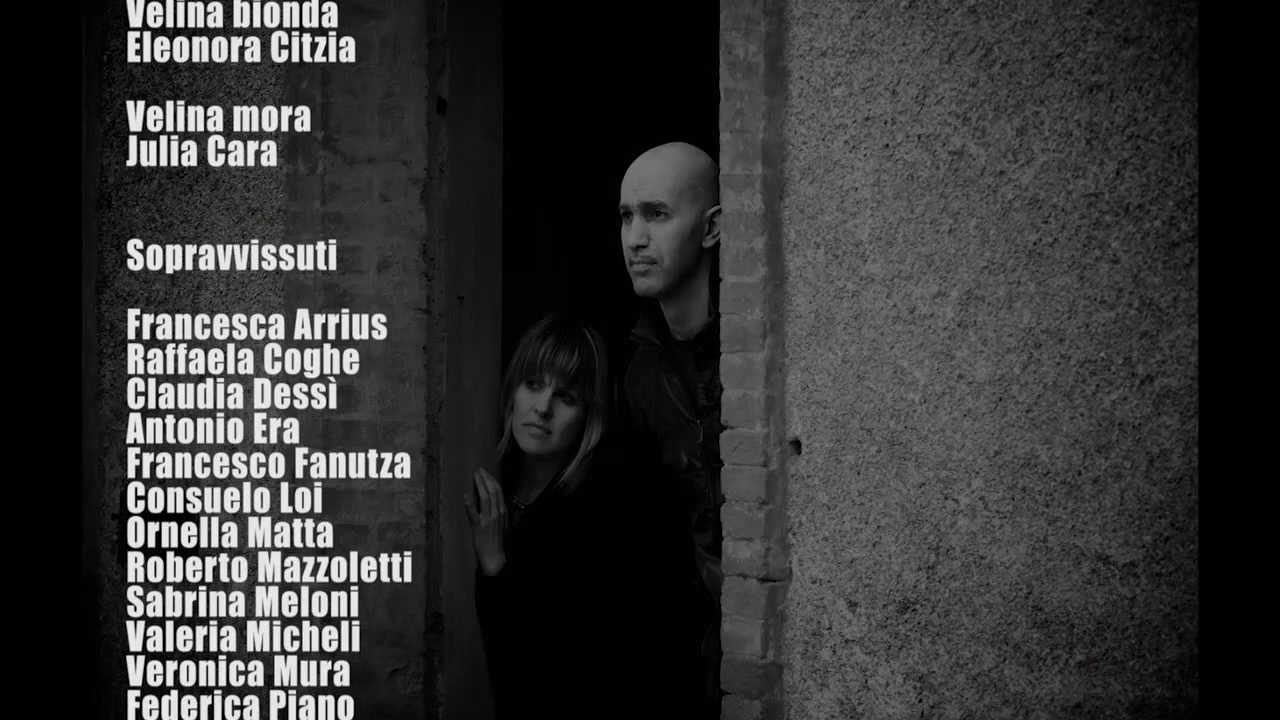 Velina bionda
Eleonora Citzia
Velina mora
Julia Cara
Sopravvissuti
Francesca Arrius
Raffaela Coghe
Claudia Dessì
Antonio Era
Francesco Fanutza
Consuelo Loi
Ornella Matta
Roberto Mazzoletti
Sabrina Meloni
Valeria Micheli
Veronica Mura
Federica Piano